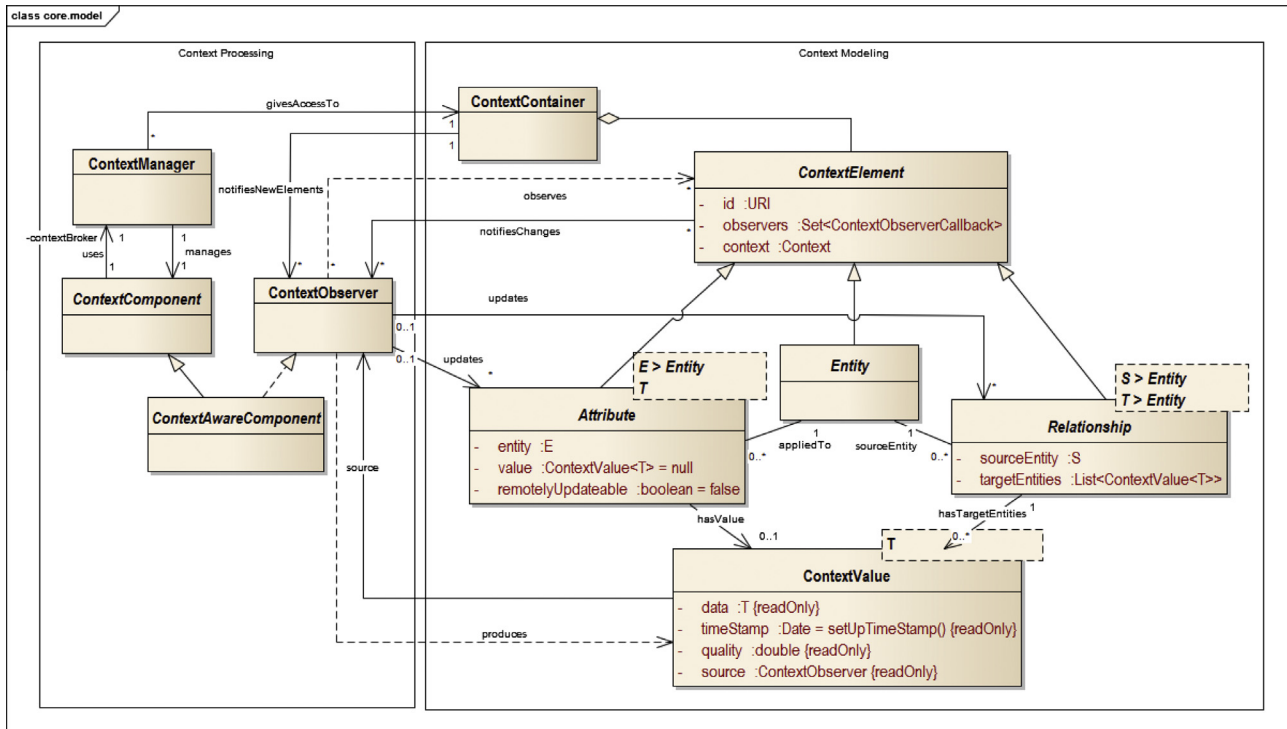 class core.model
Context Processing
Context Modeling
givesAccessTo
ContextContainer
1
1
*
ContextManager
notifiesNewElements
-contextBroker
1
uses
1
1
manages
1
ContextElement
- id :URI
- observers :Set<ContextObserverCallback>
- context :Context
observes
*
notifiesChanges
*
*
*
*
ContextComponent
ContextObserver
updates
0..1
0..1
updates
*
*
ContextAwareComponent
E > Entity
T
Attribute
- entity :E
- value :ContextValue<T> = null
- remotelyUpdateable :boolean = false
Entity
1
appliedTo
0..*
1
sourceEntity
0..*
S > Entity
T > Entity
Relationship
- sourceEntity :S
- targetEntities :List<ContextValue<T>>
source
hasValue
0..1
hasTargetEntities
1
0..*
T
ContextValue
- data :T {readOnly}
- timeStamp :Date = setUpTimeStamp() {readOnly}
- quality :double {readOnly}
- source :ContextObserver {readOnly}
produces